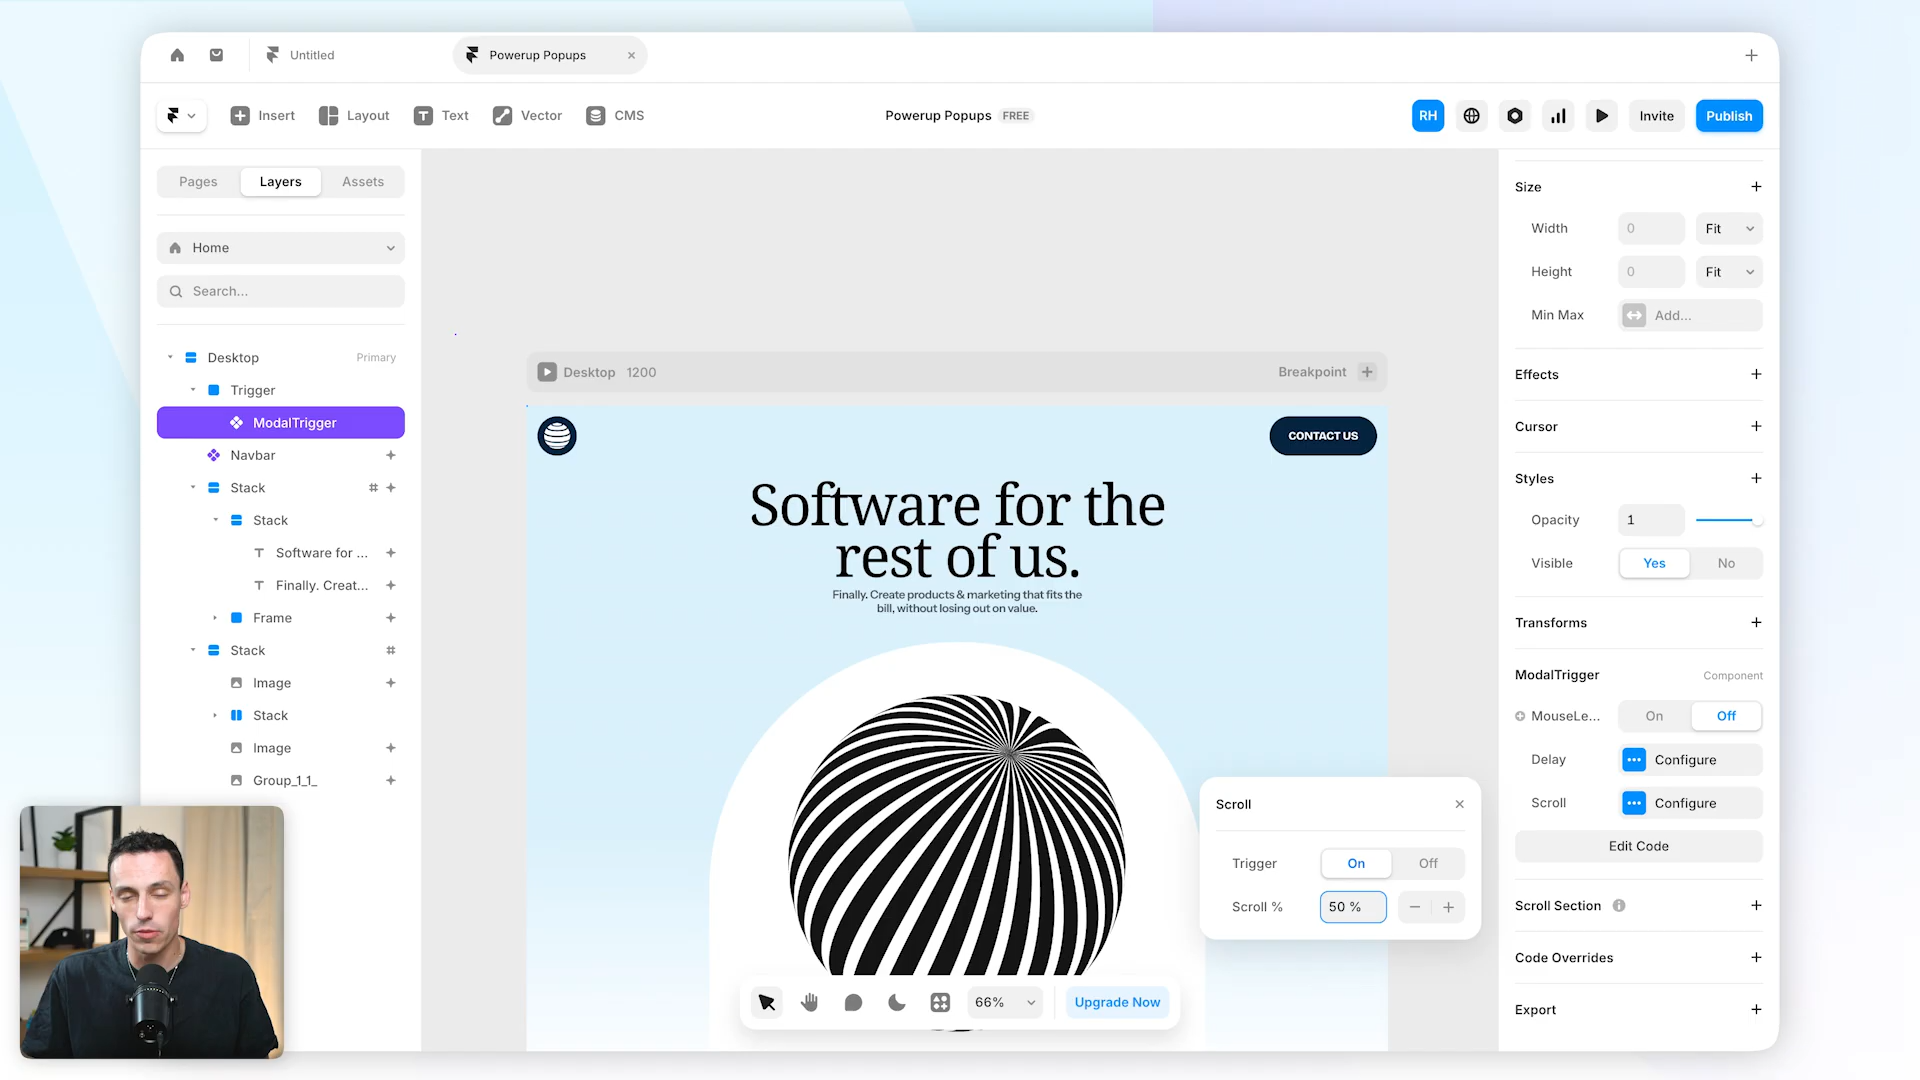 Untitled
Powerup Popups
Insert
Layout
Text
Vector
CMS
Powerup Popups FREE
RH
Invite
Publish
Pages
Layers
Assets
Home
Search...
Desktop
Primary
Trigger
ModalTrigger
Navbar
Stack
Stack
Software for ...
Finally. Creat...
Frame
Stack
Image
Stack
Image
Group_1_1_
Desktop 1200
Breakpoint
CONTACT US
Software for the
rest of us.
Finally. Create products & marketing that fits the
bill, without losing out on value.
Scroll
Trigger
On
Off
Scroll %
50 %
66%
Upgrade Now
Size
Width
0
Fit
Height
0
Fit
Min Max
Add...
Effects
Cursor
Styles
Opacity
1
Visible
Yes
No
Transforms
ModalTrigger
Component
MouseLe...
On
Off
Delay
Configure
Scroll
Configure
Edit Code
Scroll Section
Code Overrides
Export